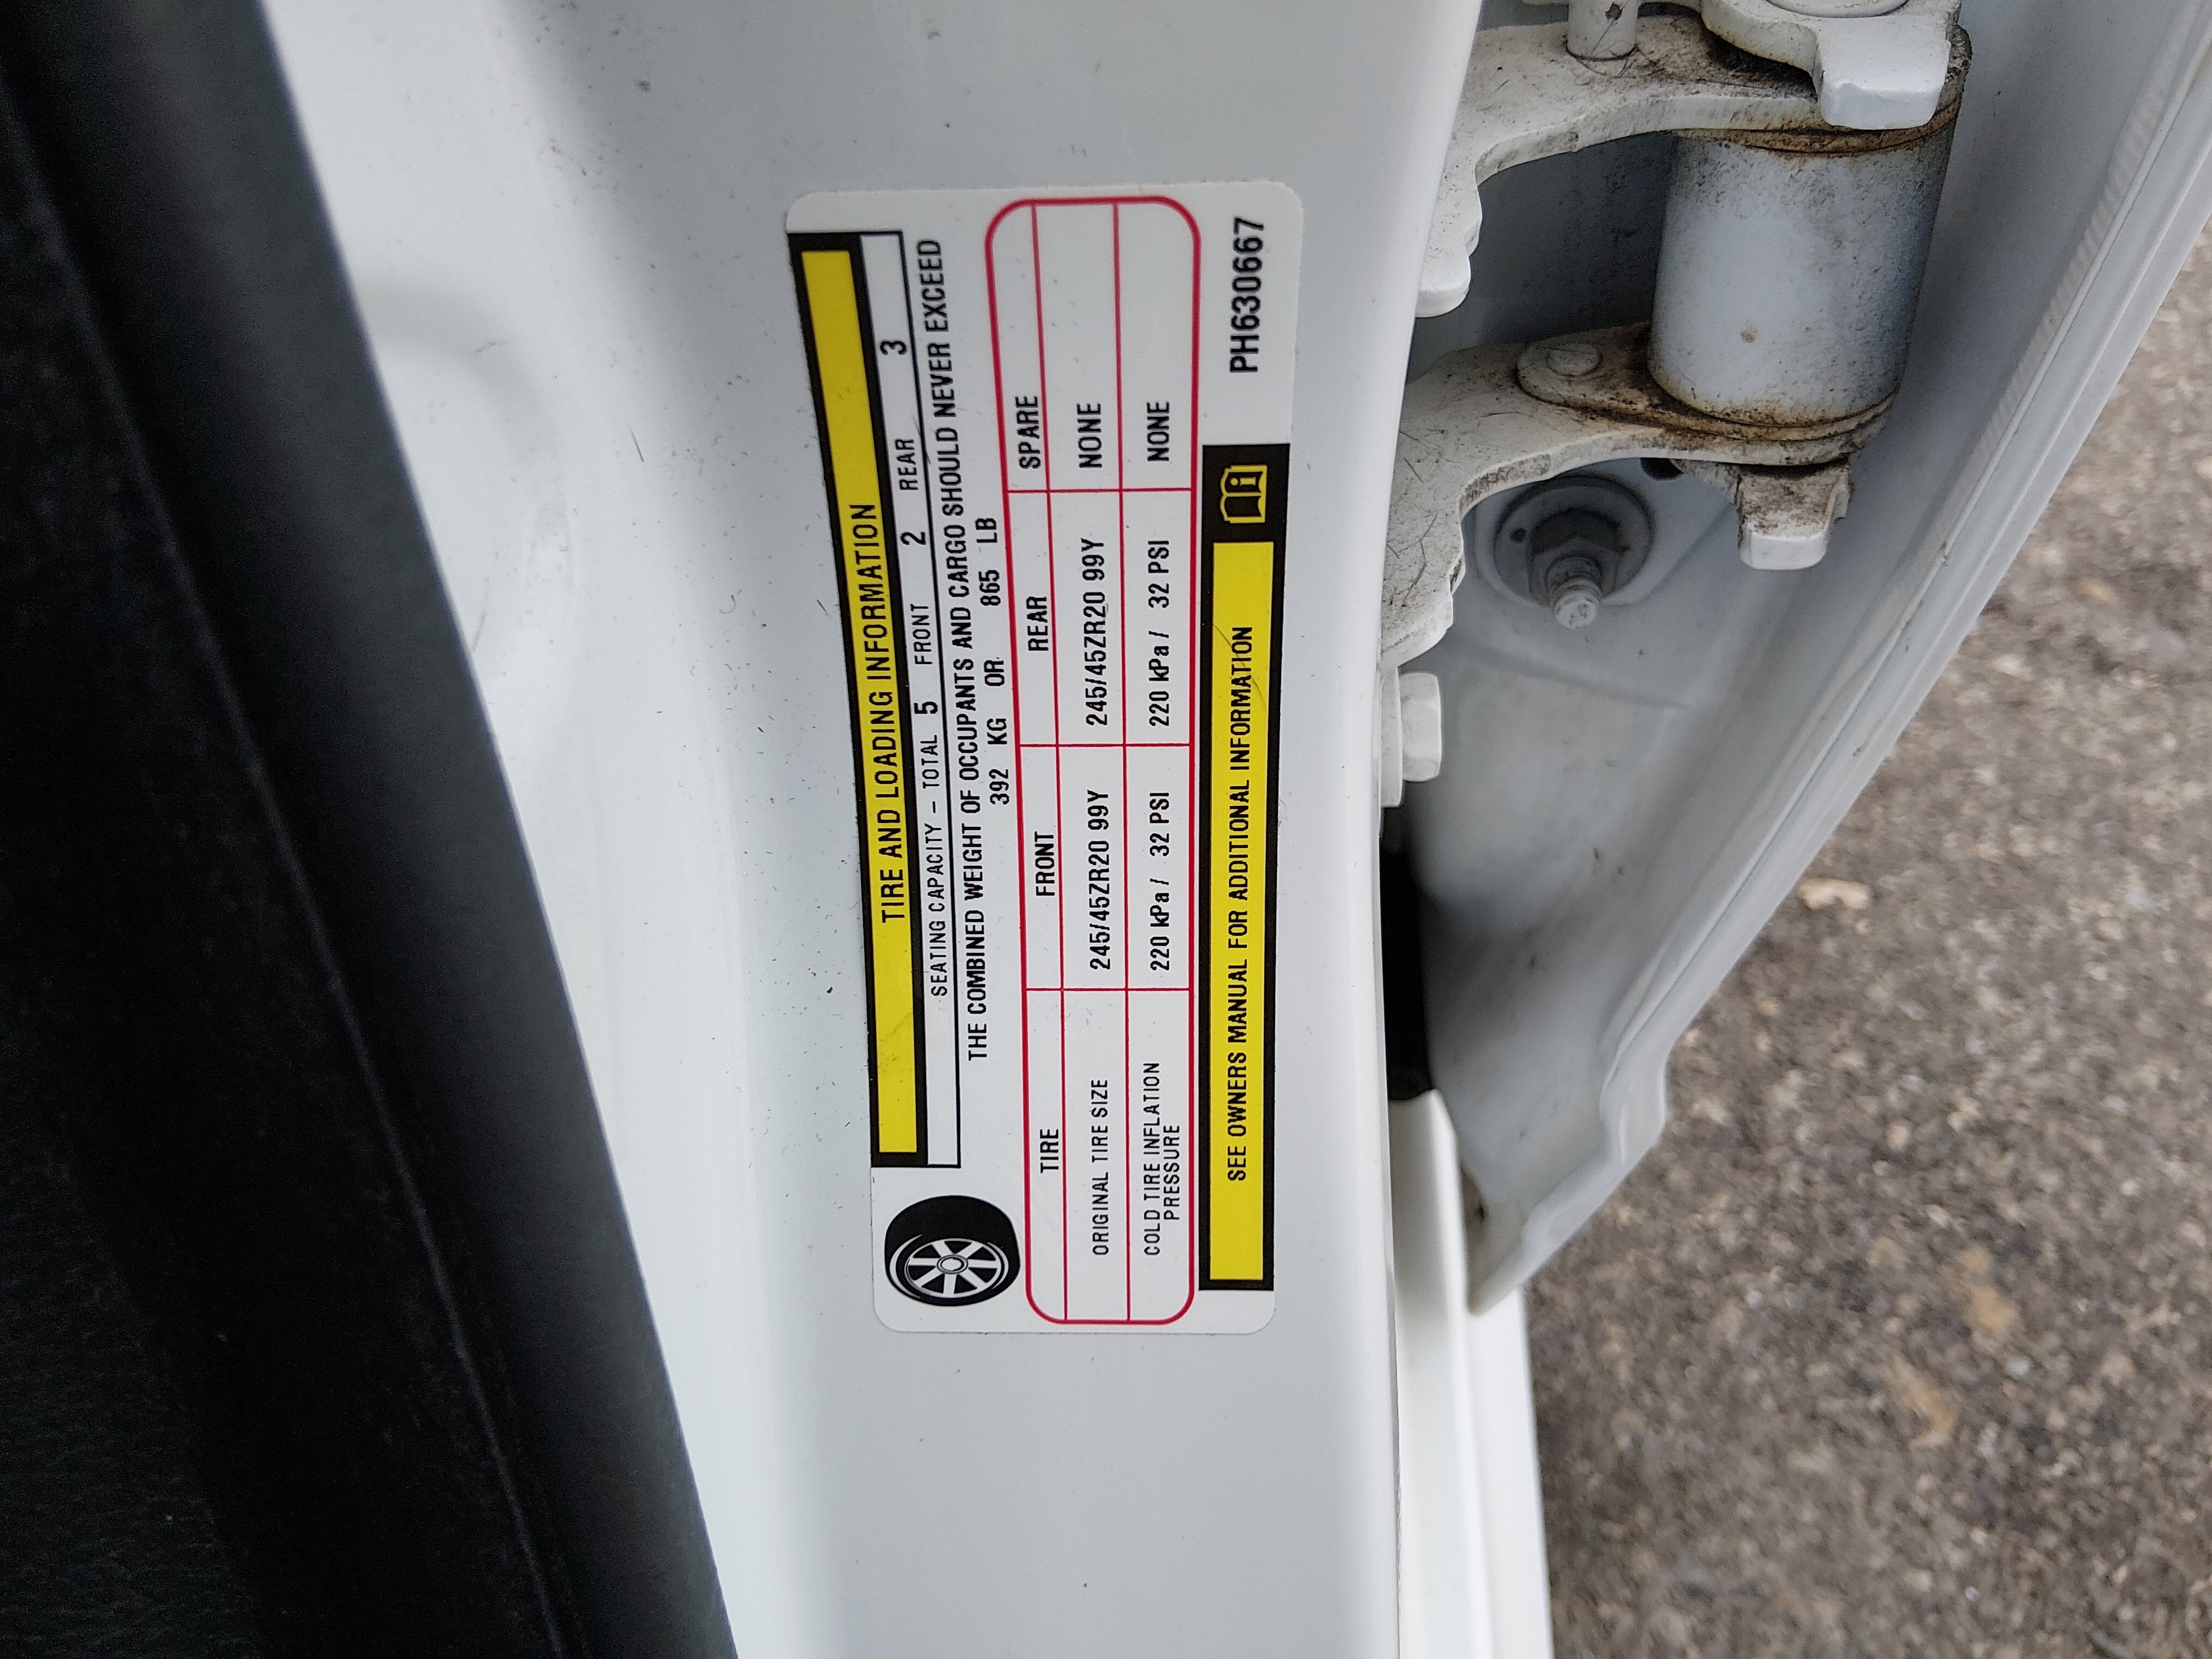 TIRE AND LOADING INFORMATION
SEATING CAPACITY – TOTAL 5 FRONT 2 REAR 3
THE COMBINED WEIGHT OF OCCUPANTS AND CARGO SHOULD NEVER EXCEED
392 KG OR 865 LB
TIRE FRONT REAR SPARE
ORIGINAL TIRE SIZE 245/45ZR20 99Y 245/45ZR20 99Y NONE
COLD TIRE INFLATION PRESSURE 220 kPa / 32 PSI 220 kPa / 32 PSI NONE
SEE OWNERS MANUAL FOR ADDITIONAL INFORMATION
PH630667